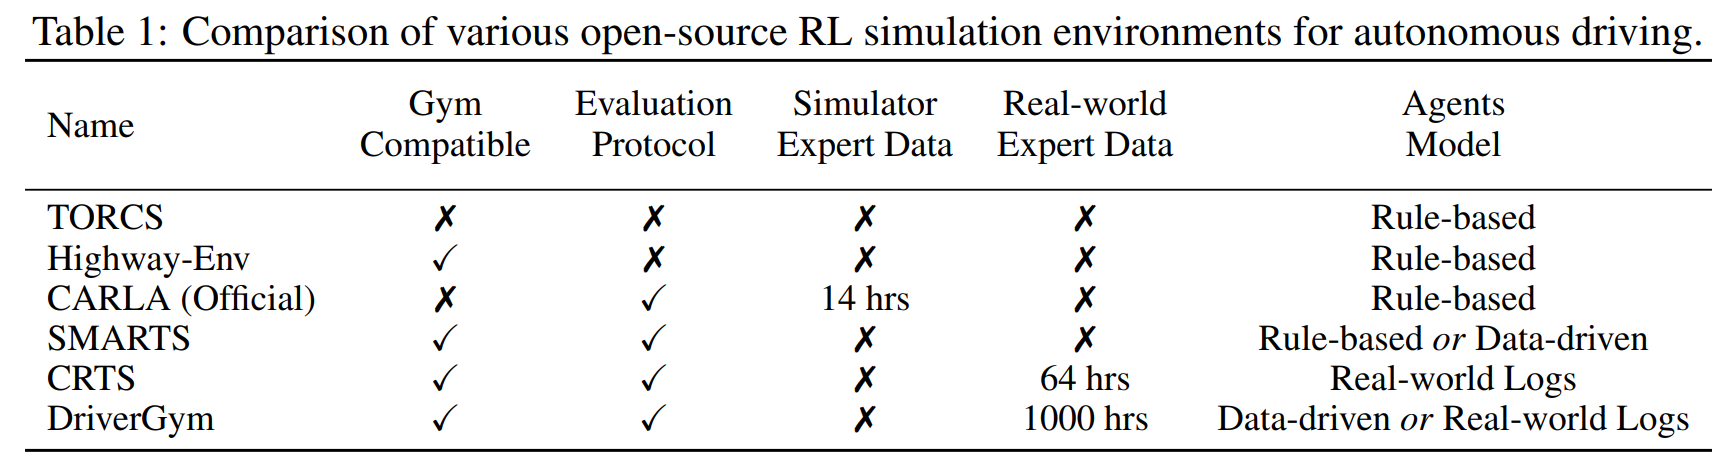 Table 1: Comparison of various open-source RL simulation environments for autonomous driving.
Name Gym Compatible Evaluation Protocol Simulator Expert Data Real-world Expert Data Agents Model
TORCS ✗ ✗ ✗ ✗ Rule-based
Highway-Env ✓ ✗ ✗ ✗ Rule-based
CARLA (Official) ✗ ✓ 14 hrs ✗ Rule-based
SMARTS ✓ ✓ ✗ ✗ Rule-based or Data-driven
CRTS ✓ ✓ ✗ 64 hrs Real-world Logs
DriverGym ✓ ✓ ✗ 1000 hrs Data-driven or Real-world Logs